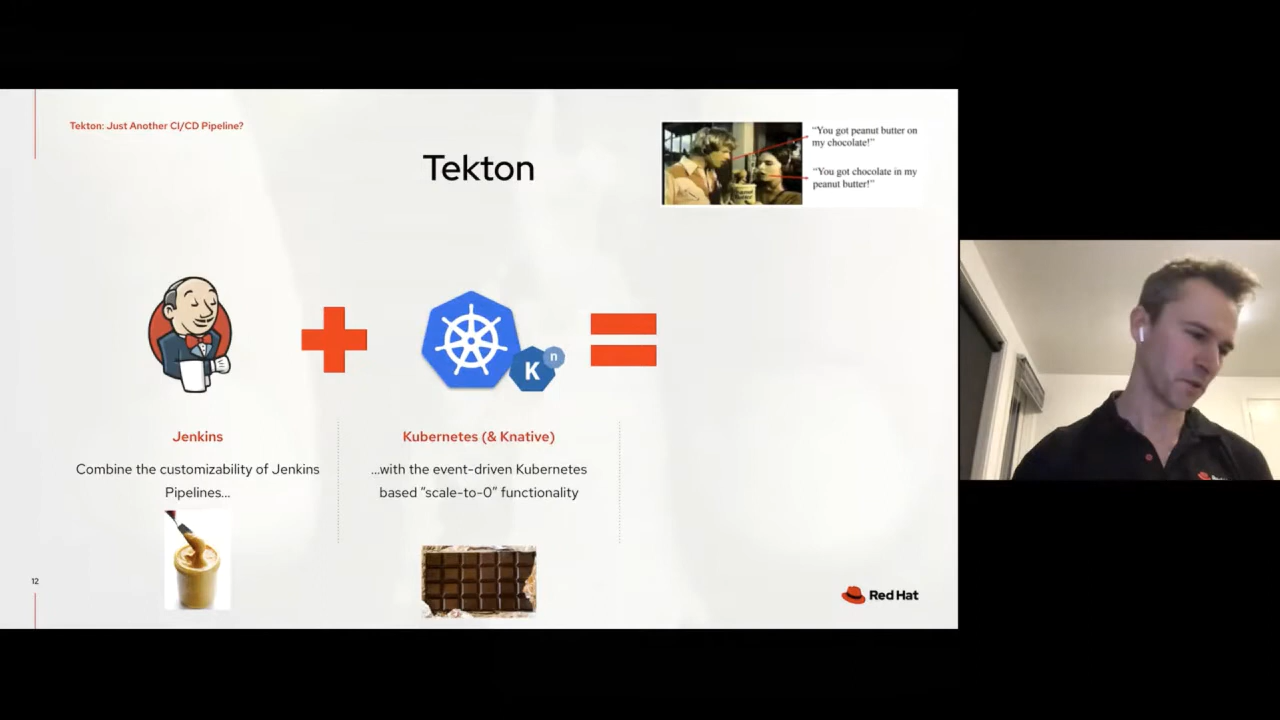 Tekton: Just Another CI/CD Pipeline?
Tekton
“You got peanut butter on
my chocolate!”
“You got chocolate in my
peanut butter!”
K
n
Jenkins
Combine the customizability of Jenkins
Pipelines...
Kubernetes (& Knative)
...with the event-driven Kubernetes
based “scale-to-0” functionality
12
Red Hat